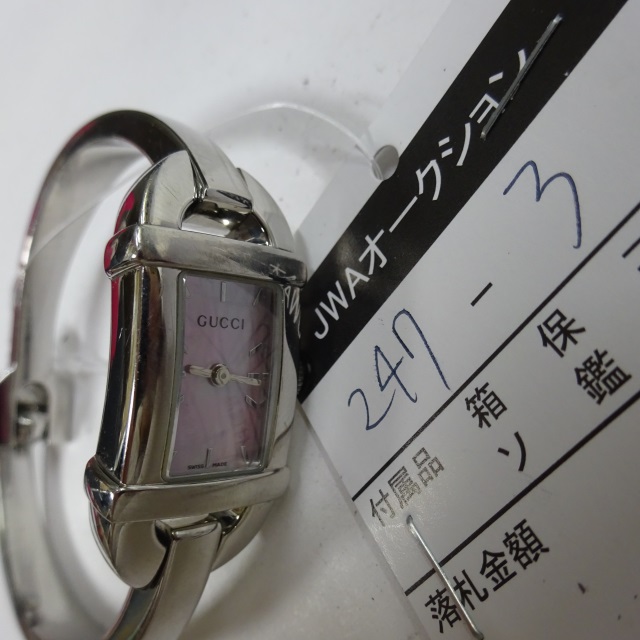 GUCCI
SWISS MADE
JWAオークション
247 - 3
付属品 箱 保
ソ 鑑
落札金額